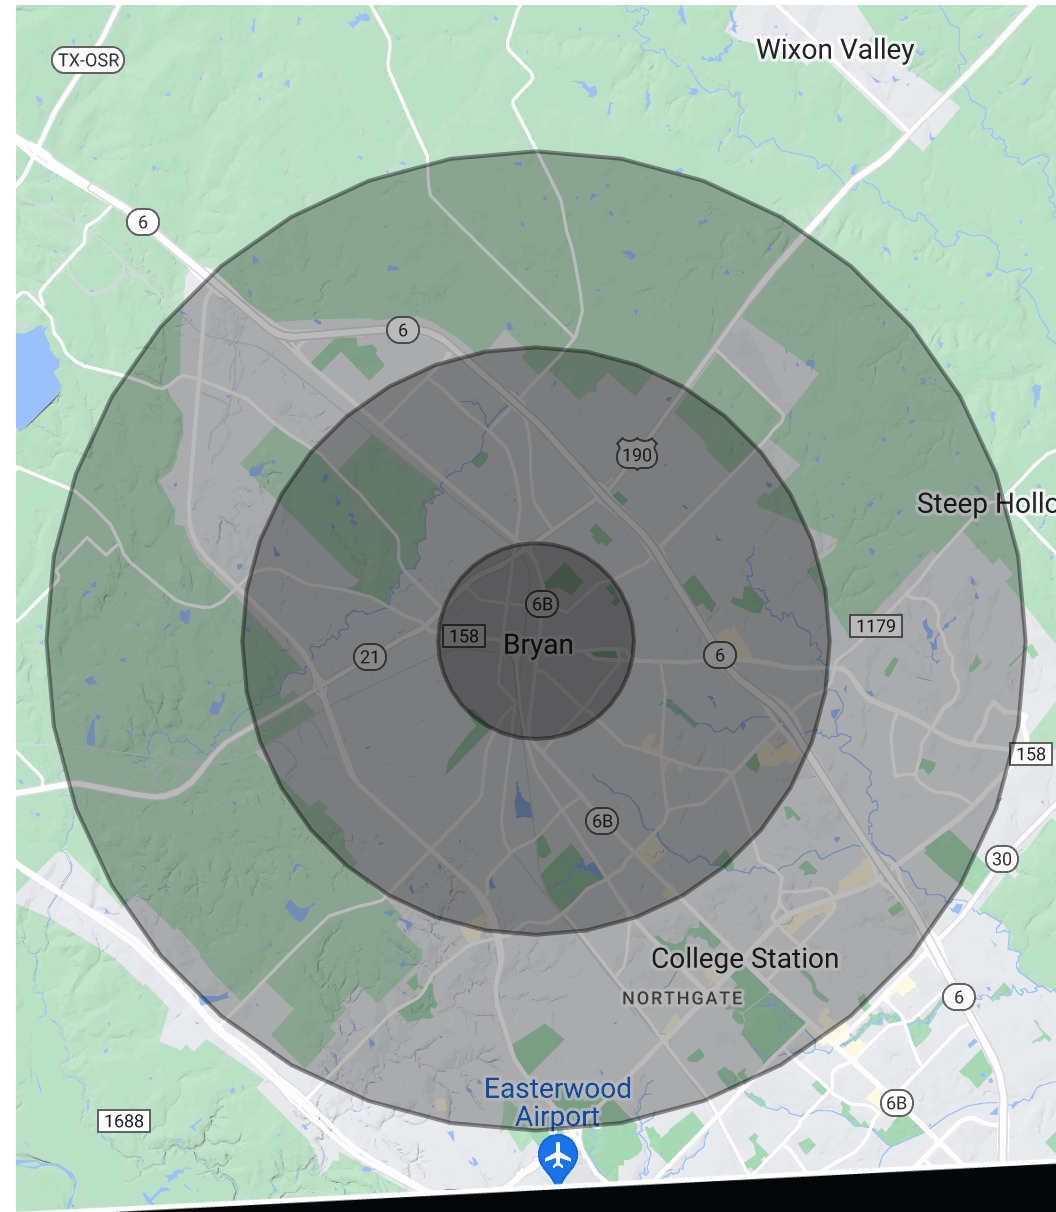 Wixon Valley
TX-OSR
6
6
190
Steep Hollo
6B
1179
158
Bryan
21
6
158
6B
30
College Station
NORTHGATE
6
Easterwood
Airport
6B
1688